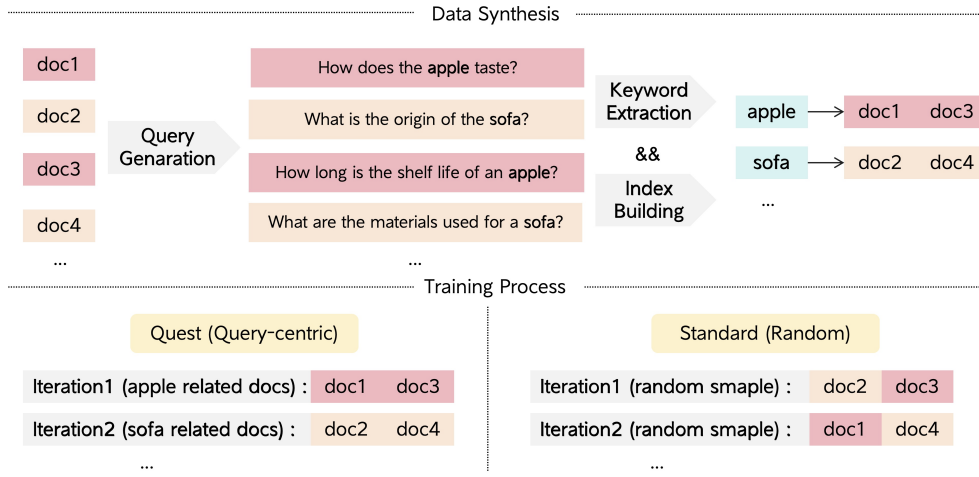 Data Synthesis
doc1
doc2
doc3
doc4
...
Query
Genaration
How does the apple taste?
What is the origin of the sofa?
How long is the shelf life of an apple?
What are the materials used for a sofa?
...
Keyword
Extraction
&&
Index
Building
apple doc1 doc3
sofa doc2 doc4
...
Training Process
Quest (Query-centric)
Iteration1 (apple related docs) : doc1 doc3
Iteration2 (sofa related docs) : doc2 doc4
...
Standard (Random)
Iteration1 (random smaple) : doc2 doc3
Iteration2 (random smaple) : doc1 doc4
...